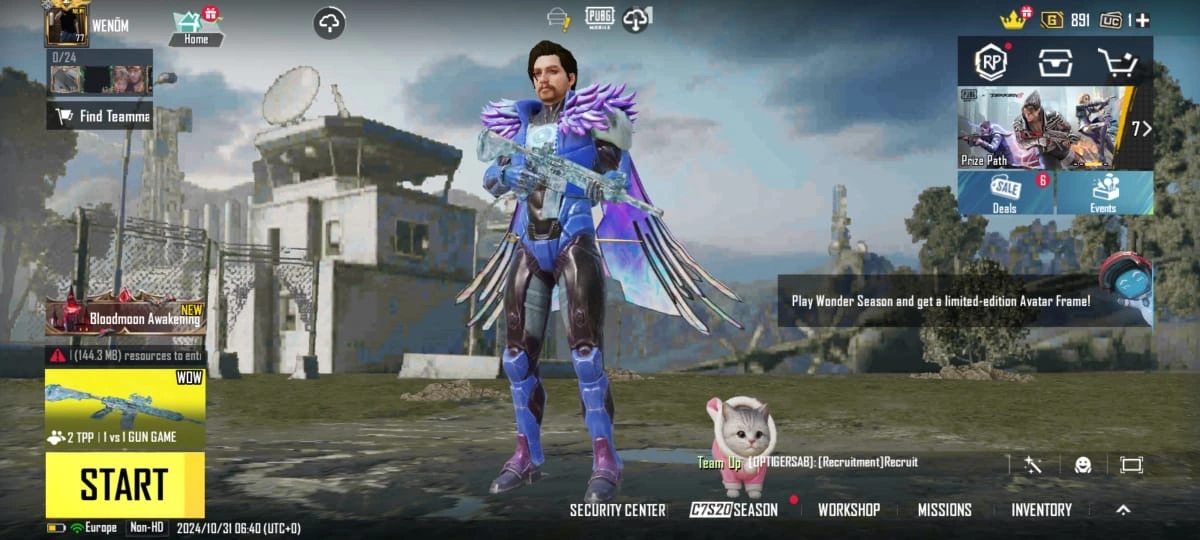 WENÕM
77
Home
PUBG
MOBILE
G 891
UC 1
0/24
Find Teamma
RP
PUBG
Prize Path
7
SALE
6
Deals
Events
Play Wonder Season and get a limited-edition Avatar Frame!
NEW
Bloodmoon Awakening
(144.3 MB) resources to ent
WOW
2 TPP | 1 vs 1 GUN GAME
START
Team Up [OPTIGERSAB]: [Recruitment]Recruit
SECURITY CENTER
C7S20 SEASON
WORKSHOP
MISSIONS
INVENTORY
Europe
Non-HD
2024/10/31 06:40 (UTC+0)